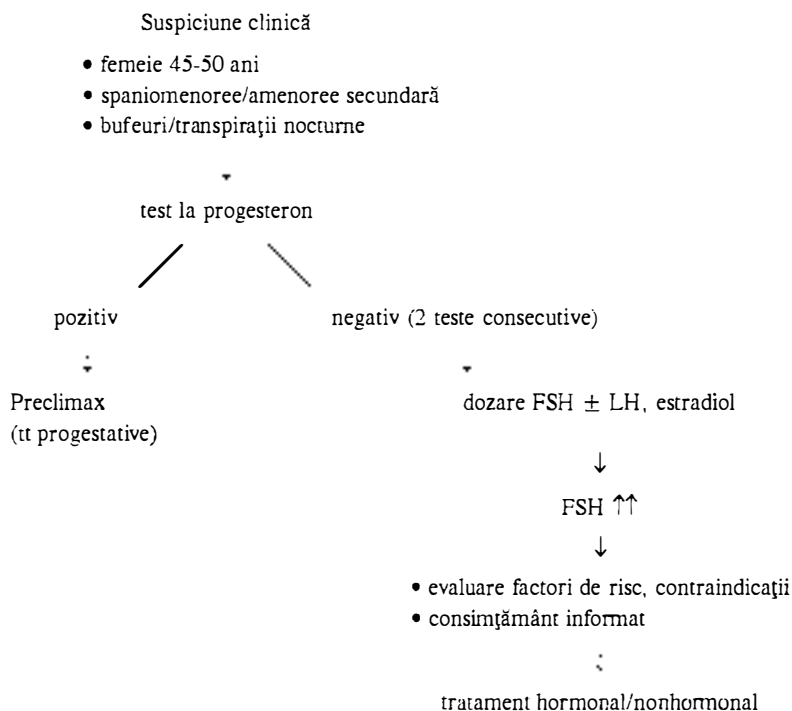 Suspiciune clinică
• femeie 45-50 ani
• spaniomenoree/amenoree secundară
• bufeuri/transpiraţii nocturne
test la progesteron
pozitiv
negativ (2 teste consecutive)
Preclimax
(tt progestative)
dozare FSH ± LH, estradiol
↓
FSH ↑↑
↓
• evaluare factori de risc, contraindicaţii
• consimţământ informat
tratament hormonal/nonhormonal